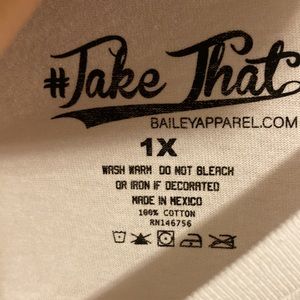 #Take That
BAILEYAPPAREL.COM
1X
WASH WARM DO NOT BLEACH
OR IRON IF DECORATED
MADE IN MEXICO
100% COTTON
RN146756